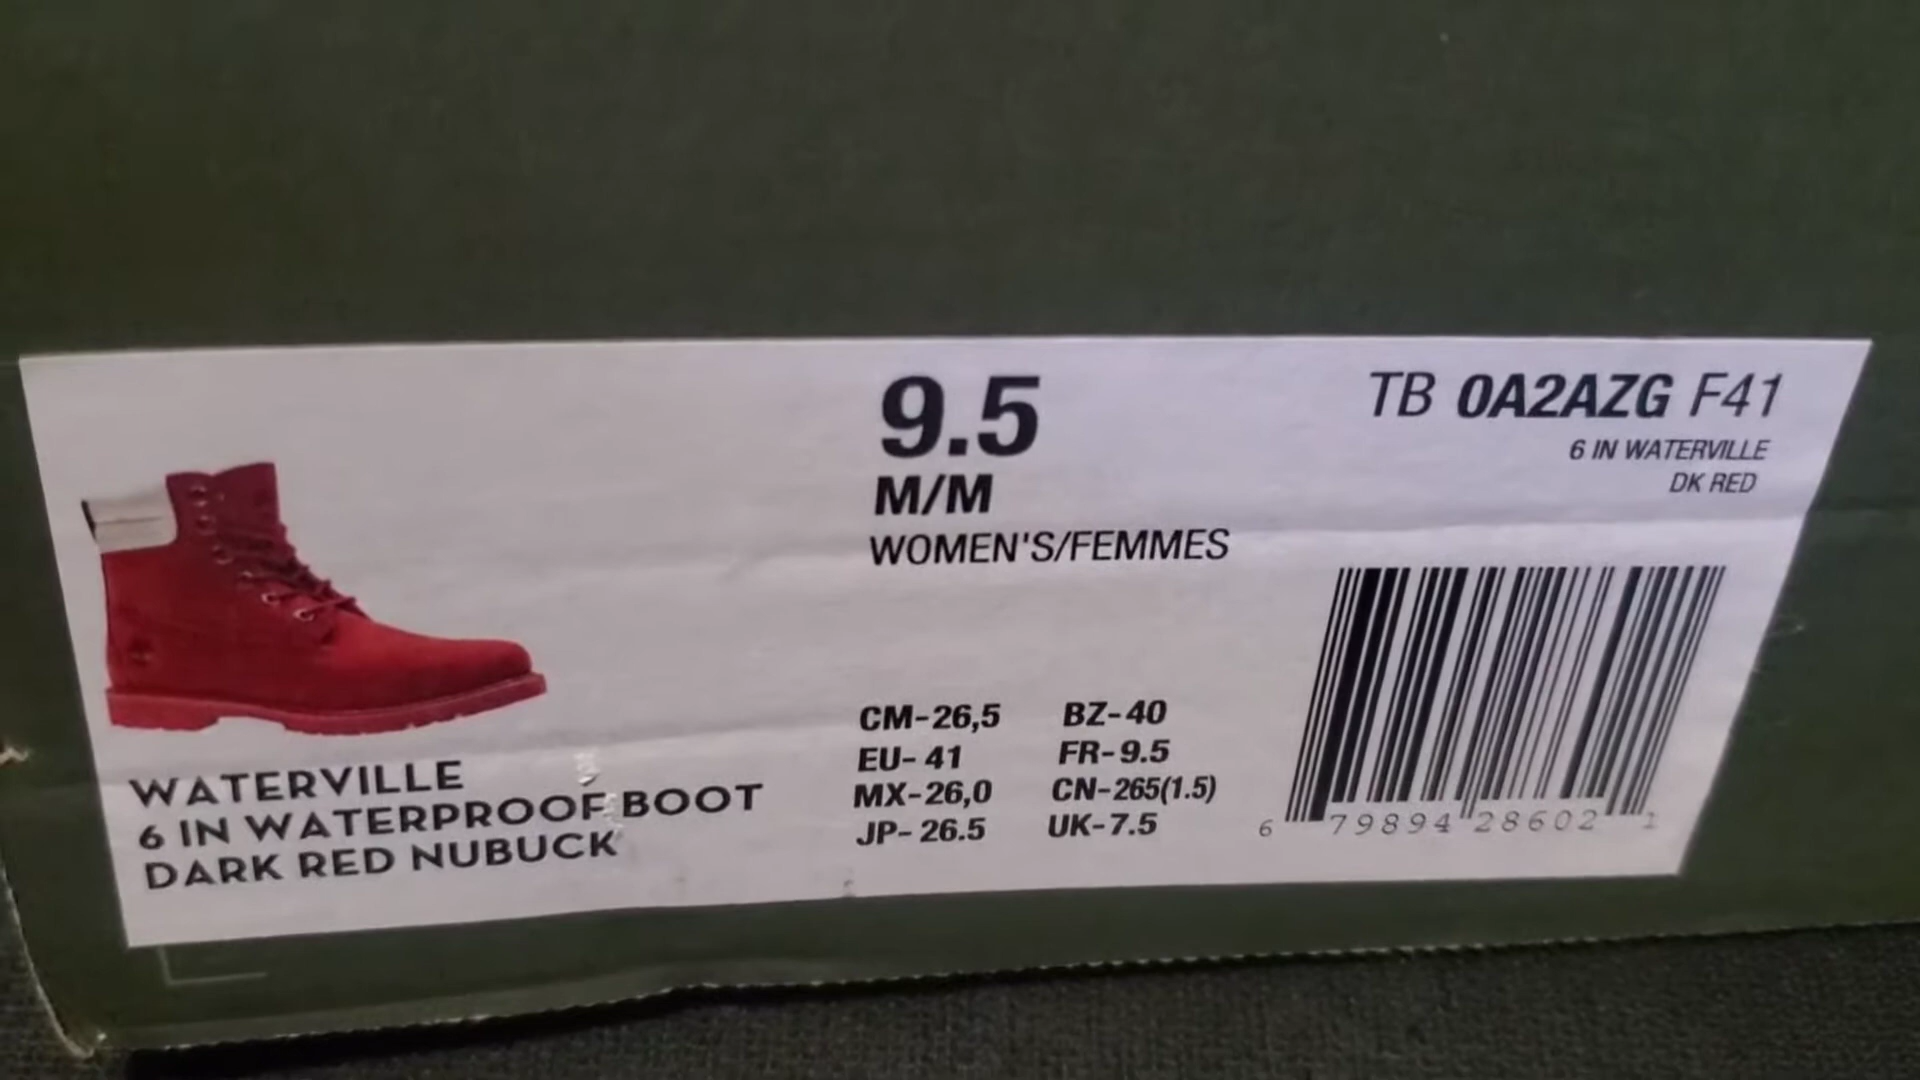 WATERVILLE
6 IN WATERPROOF BOOT
DARK RED NUBUCK
9.5
M/M
WOMEN'S/FEMMES
CM-26,5 BZ-40
EU-41 FR-9.5
MX-26,0 CN-265(1.5)
JP-26.5 UK-7.5
TB 0A2AZG F41
6 IN WATERVILLE
DK RED
6 79894 28602 1